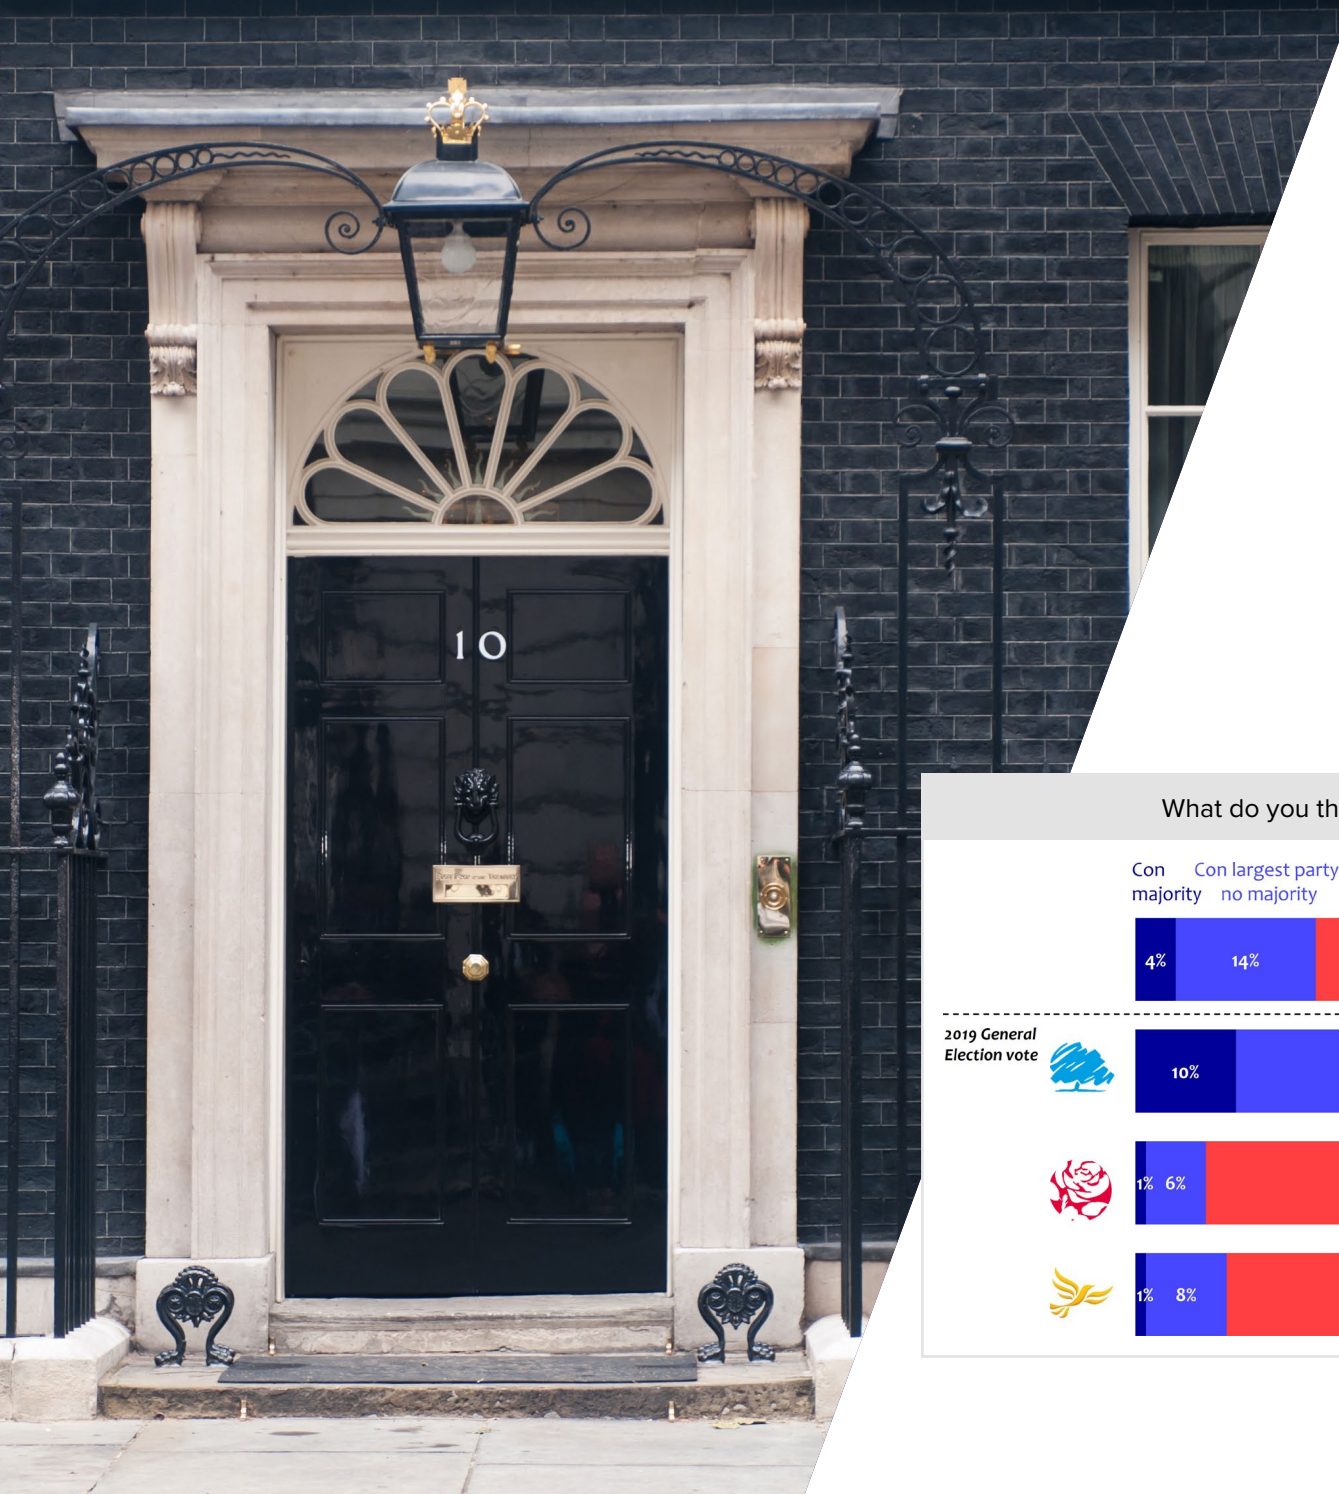 10
What do you th
Con majority
Con largest party no majority
4% 14%
2019 General
Election vote
10%
1% 6%
1% 8%